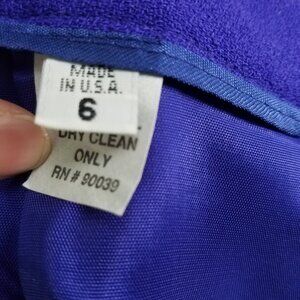 MADE
IN U.S.A.
6
DRY CLEAN
ONLY
RN # 90039